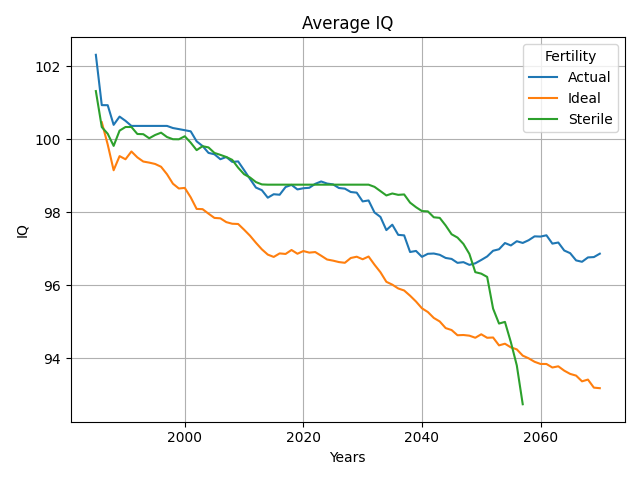 Average IQ
Fertility
Actual
Ideal
Sterile
IQ
102
100
98
96
94
2000
2020
2040
2060
Years